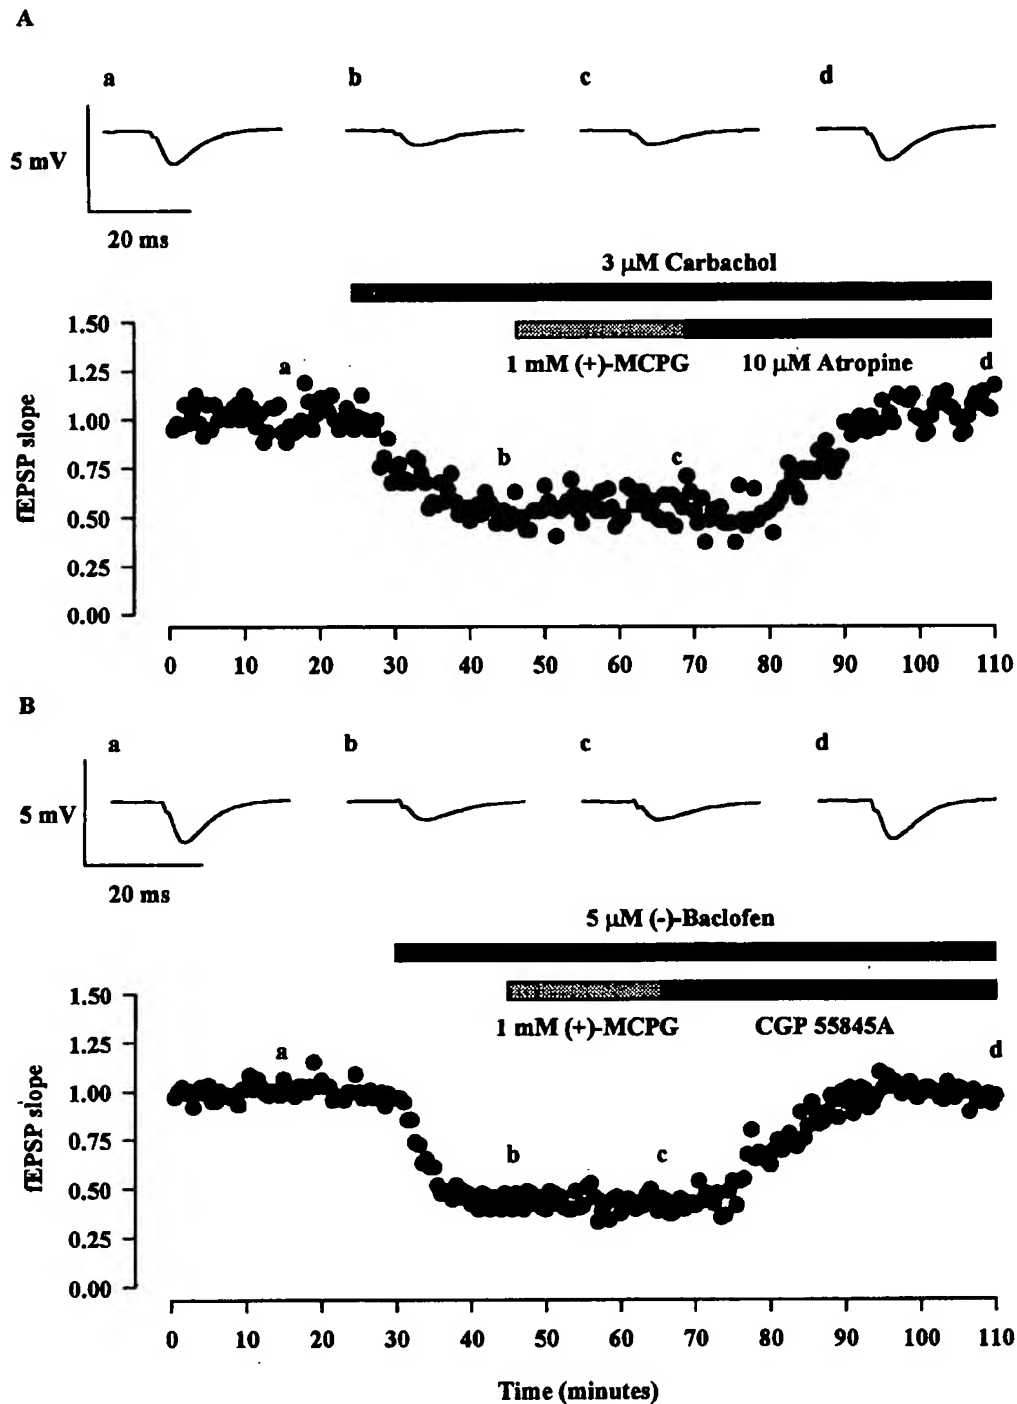 A
a b c d
5 mV
20 ms
3 μM Carbachol
1 mM (+)-MCPG 10 μM Atropine
fEPSP slope
1.50
1.25
1.00
0.75
0.50
0.25
0.00
a b c d
0 10 20 30 40 50 60 70 80 90 100 110
B
a b c d
5 mV
20 ms
5 μM (-)-Baclofen
1 mM (+)-MCPG CGP 55845A
fEPSP slope
1.50
1.25
1.00
0.75
0.50
0.25
0.00
a b c d
0 10 20 30 40 50 60 70 80 90 100 110
Time (minutes)